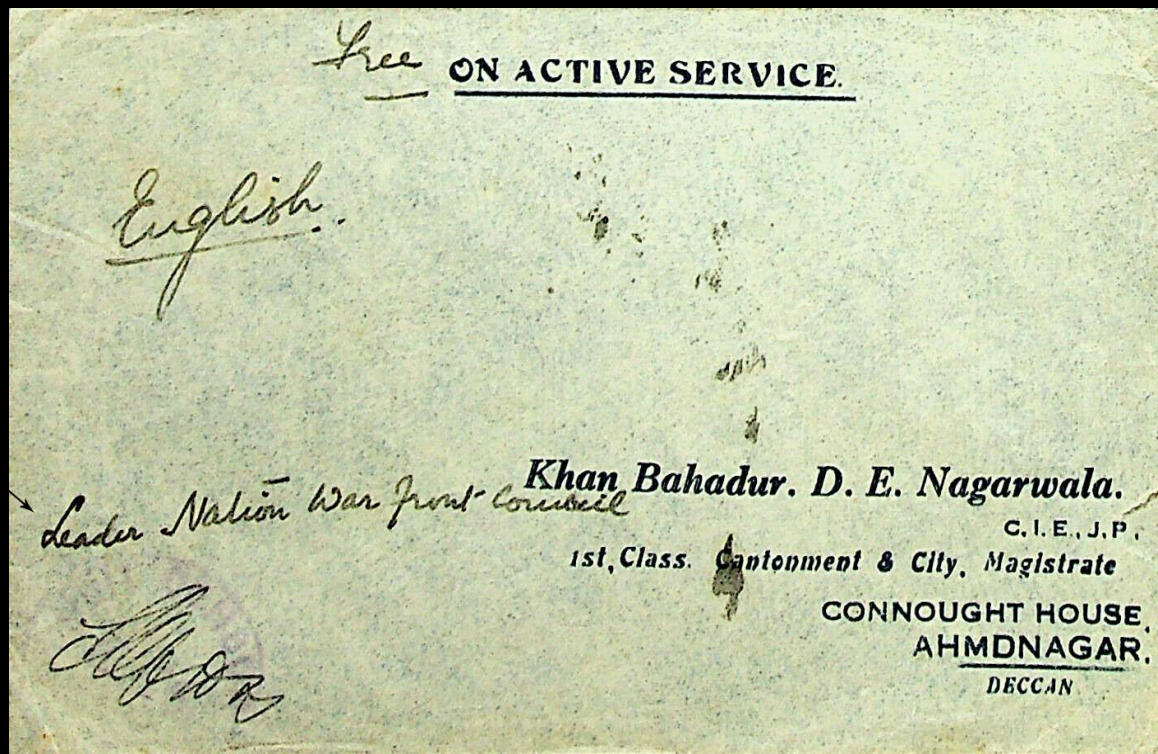 Free ON ACTIVE SERVICE.
English.
Khan Bahadur. D. E. Nagarwala.
Leader Nation War front Council
C. I. E., J. P.
1st, Class. Cantonment & City, Magistrate
CONNOUGHT HOUSE,
AHMDNAGAR.
DECCAN